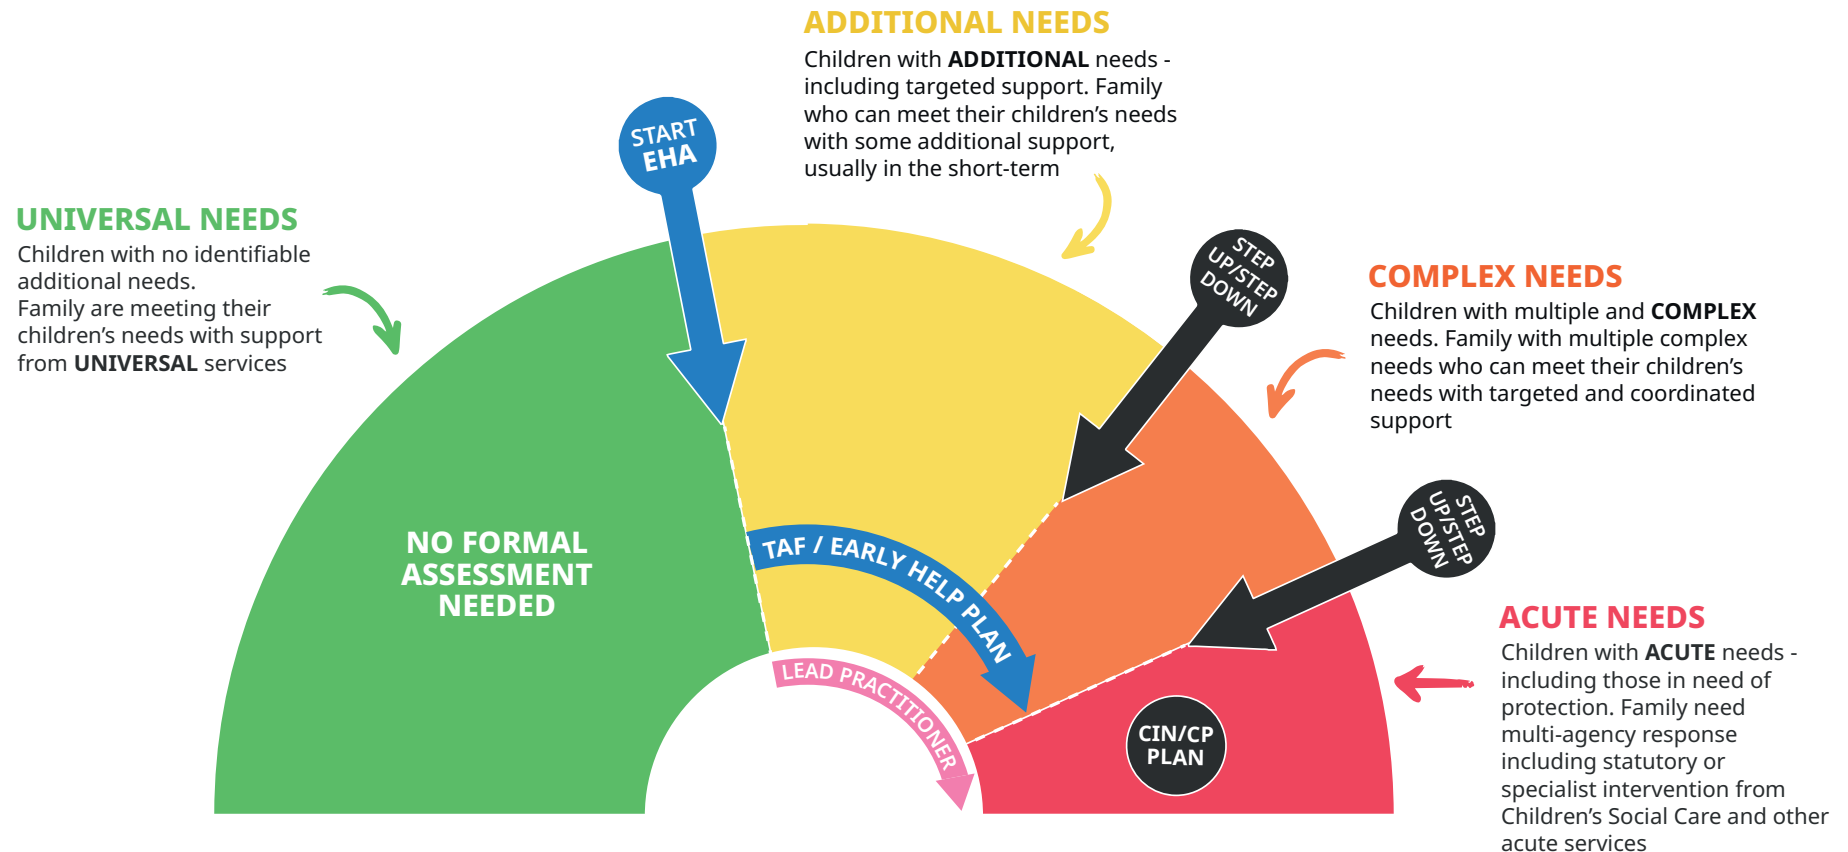 ADDITIONAL NEEDS
Children with ADDITIONAL needs -
including targeted support. Family
who can meet their children's needs
with some additional support,
usually in the short-term
START
EHA
UNIVERSAL NEEDS
Children with no identifiable
additional needs.
Family are meeting their
children's needs with support
from UNIVERSAL services
STEP
UP/STEP
DOWN
COMPLEX NEEDS
Children with multiple and COMPLEX
needs. Family with multiple complex
needs who can meet their children's
needs with targeted and coordinated
support
STEP
UP/STEP
DOWN
NO FORMAL
ASSESSMENT
NEEDED
TAF / EARLY HELP PLAN
LEAD PRACTITIONER
CIN/CP
PLAN
ACUTE NEEDS
Children with ACUTE needs -
including those in need of
protection. Family need
multi-agency response
including statutory or
specialist intervention from
Children's Social Care and other
acute services